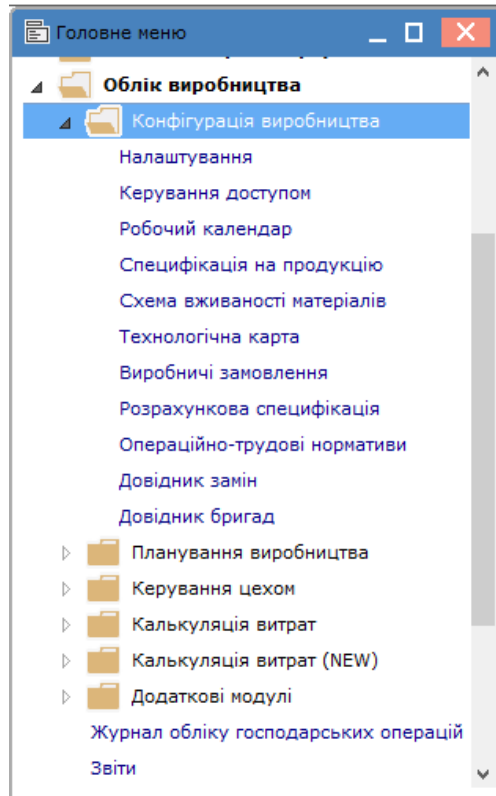 Головне меню
Облік виробництва
Конфігурація виробництва
Налаштування
Керування доступом
Робочий календар
Специфікація на продукцію
Схема вживаності матеріалів
Технологічна карта
Виробничі замовлення
Розрахункова специфікація
Операційно-трудові нормативи
Довідник замін
Довідник бригад
Планування виробництва
Керування цехом
Калькуляція витрат
Калькуляція витрат (NEW)
Додаткові модулі
Журнал обліку господарських операцій
Звіти